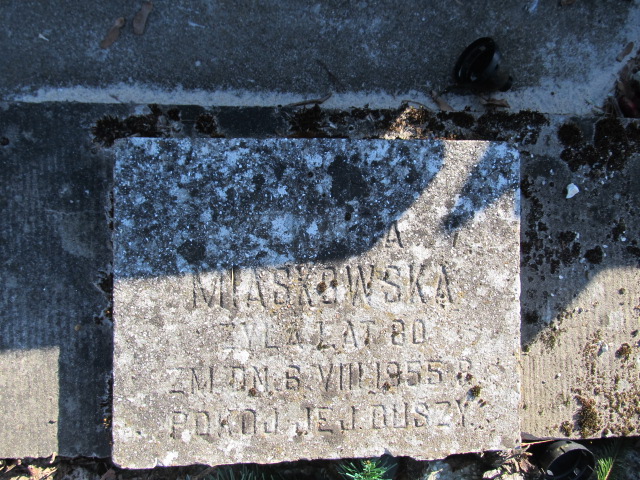 MIASKOWSKA
ŻYŁA LAT 80
ZM. DN. 6. VIII. 1955 R.
POKÓJ JEJ DUSZY